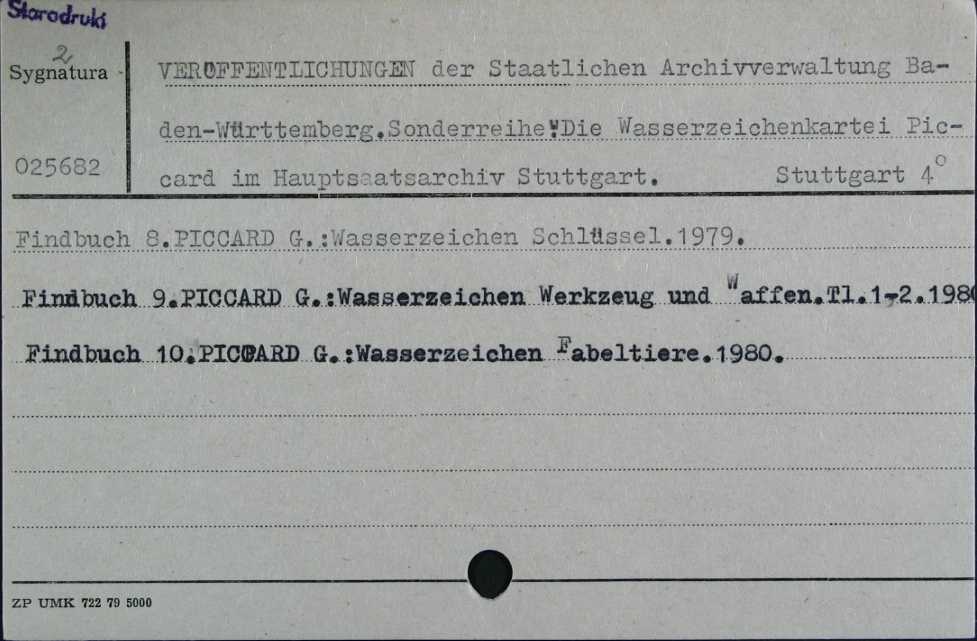 Starodruki
2
Sygnatura
VERÖFFENTLICHUNGEN der Staatlichen Archivverwaltung Ba-
den-Württemberg.Sonderreihe:Die Wasserzeichenkartei Pic-
025682
card im Hauptsaatsarchiv Stuttgart. Stuttgart 4°
Findbuch 8.PICCARD G.:Wasserzeichen Schlüssel.1979.
Findbuch 9.PICCARD G.:Wasserzeichen Werkzeug und Waffen.Tl.1-2.1980
Findbuch 10.PICCARD G.:Wasserzeichen Fabeltiere.1980.
ZP UMK 722 79 5000